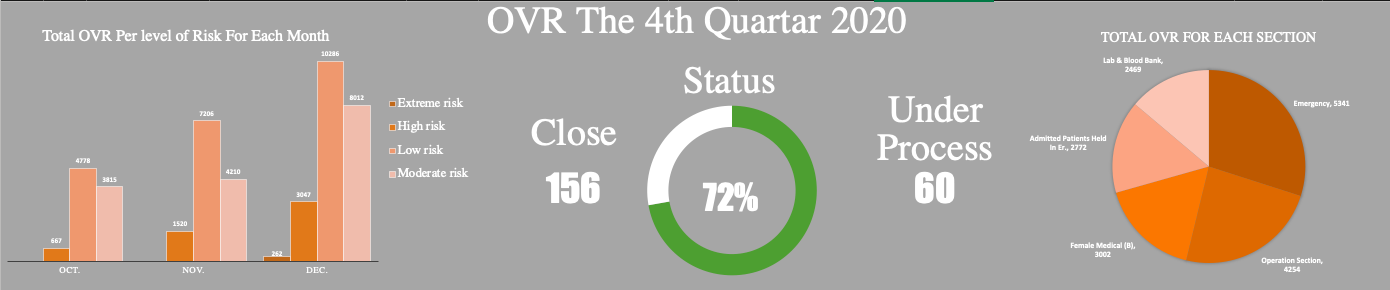 OVR The 4th Quartar 2020
Total OVR Per level of Risk For Each Month
667
4778
3815
1520
7206
4210
262
3047
10286
8012
OCT.
NOV.
DEC.
Extreme risk
High risk
Low risk
Moderate risk
Status
Close
156
72%
Under
Process
60
TOTAL OVR FOR EACH SECTION
Lab & Blood Bank,
2469
Emergency, 5341
Admitted Patients Held
In Er., 2772
Female Medical (B),
3002
Operation Section,
4254